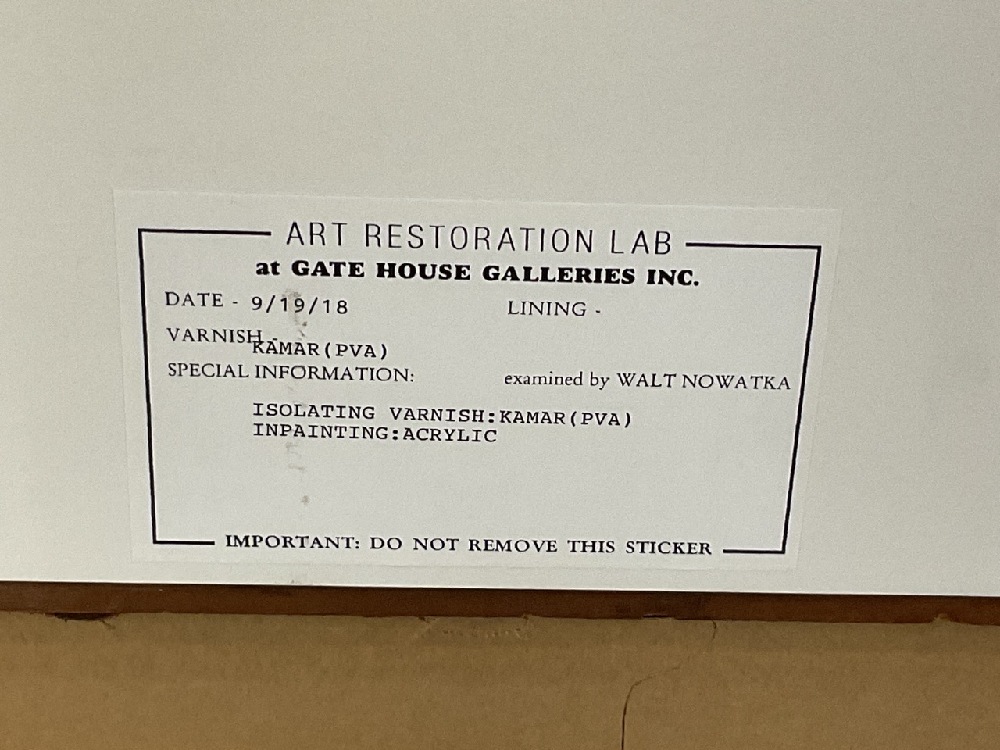 ART RESTORATION LAB
at GATE HOUSE GALLERIES INC.
DATE - 9/19/18 LINING -
VARNISH - KAMAR(PVA)
SPECIAL INFORMATION: examined by WALT NOWATKA
ISOLATING VARNISH:KAMAR(PVA)
INPAINTING:ACRYLIC
IMPORTANT: DO NOT REMOVE THIS STICKER